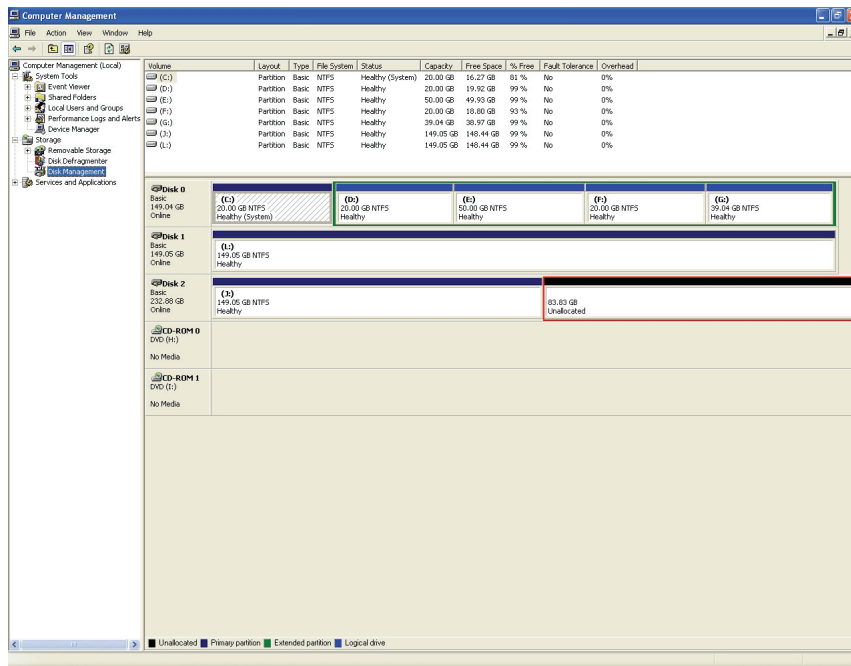 Computer Management
File Action View Window Help
Computer Management (Local)
System Tools
Event Viewer
Shared Folders
Local Users and Groups
Performance Logs and Alerts
Device Manager
Storage
Removable Storage
Disk Defragmenter
Disk Management
Services and Applications
Volume Layout Type File System Status Capacity Free Space % Free Fault Tolerance Overhead
(C:) Partition Basic NTFS Healthy (System) 20.00 GB 16.27 GB 81 % No 0%
(D:) Partition Basic NTFS Healthy 20.00 GB 19.92 GB 99 % No 0%
(E:) Partition Basic NTFS Healthy 50.00 GB 49.93 GB 99 % No 0%
(F:) Partition Basic NTFS Healthy 20.00 GB 18.80 GB 93 % No 0%
(G:) Partition Basic NTFS Healthy 39.04 GB 38.97 GB 99 % No 0%
(J:) Partition Basic NTFS Healthy 149.05 GB 148.44 GB 99 % No 0%
(L:) Partition Basic NTFS Healthy 149.05 GB 148.44 GB 99 % No 0%
Disk 0
Basic
149.04 GB
Online
(C:)
20.00 GB NTFS
Healthy (System)
(D:)
20.00 GB NTFS
Healthy
(E:)
50.00 GB NTFS
Healthy
(F:)
20.00 GB NTFS
Healthy
(G:)
39.04 GB NTFS
Healthy
Disk 1
Basic
149.05 GB
Online
(L:)
149.05 GB NTFS
Healthy
Disk 2
Basic
232.88 GB
Online
(J:)
149.05 GB NTFS
Healthy
83.83 GB
Unallocated
CD-ROM 0
DVD (H:)
No Media
CD-ROM 1
DVD (I:)
No Media
Unallocated Primary partition Extended partition Logical drive